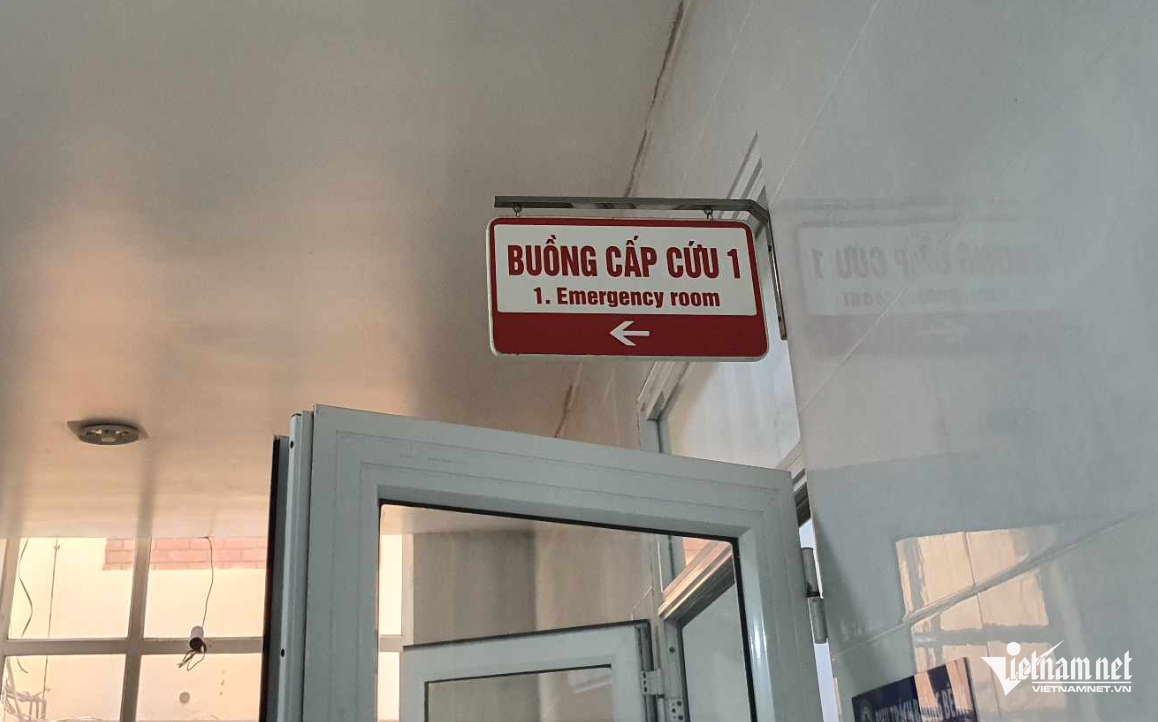 BUỒNG CẤP CỨU 1
1. Emergency room
Vietnamnet
VIETNAMNET.VN